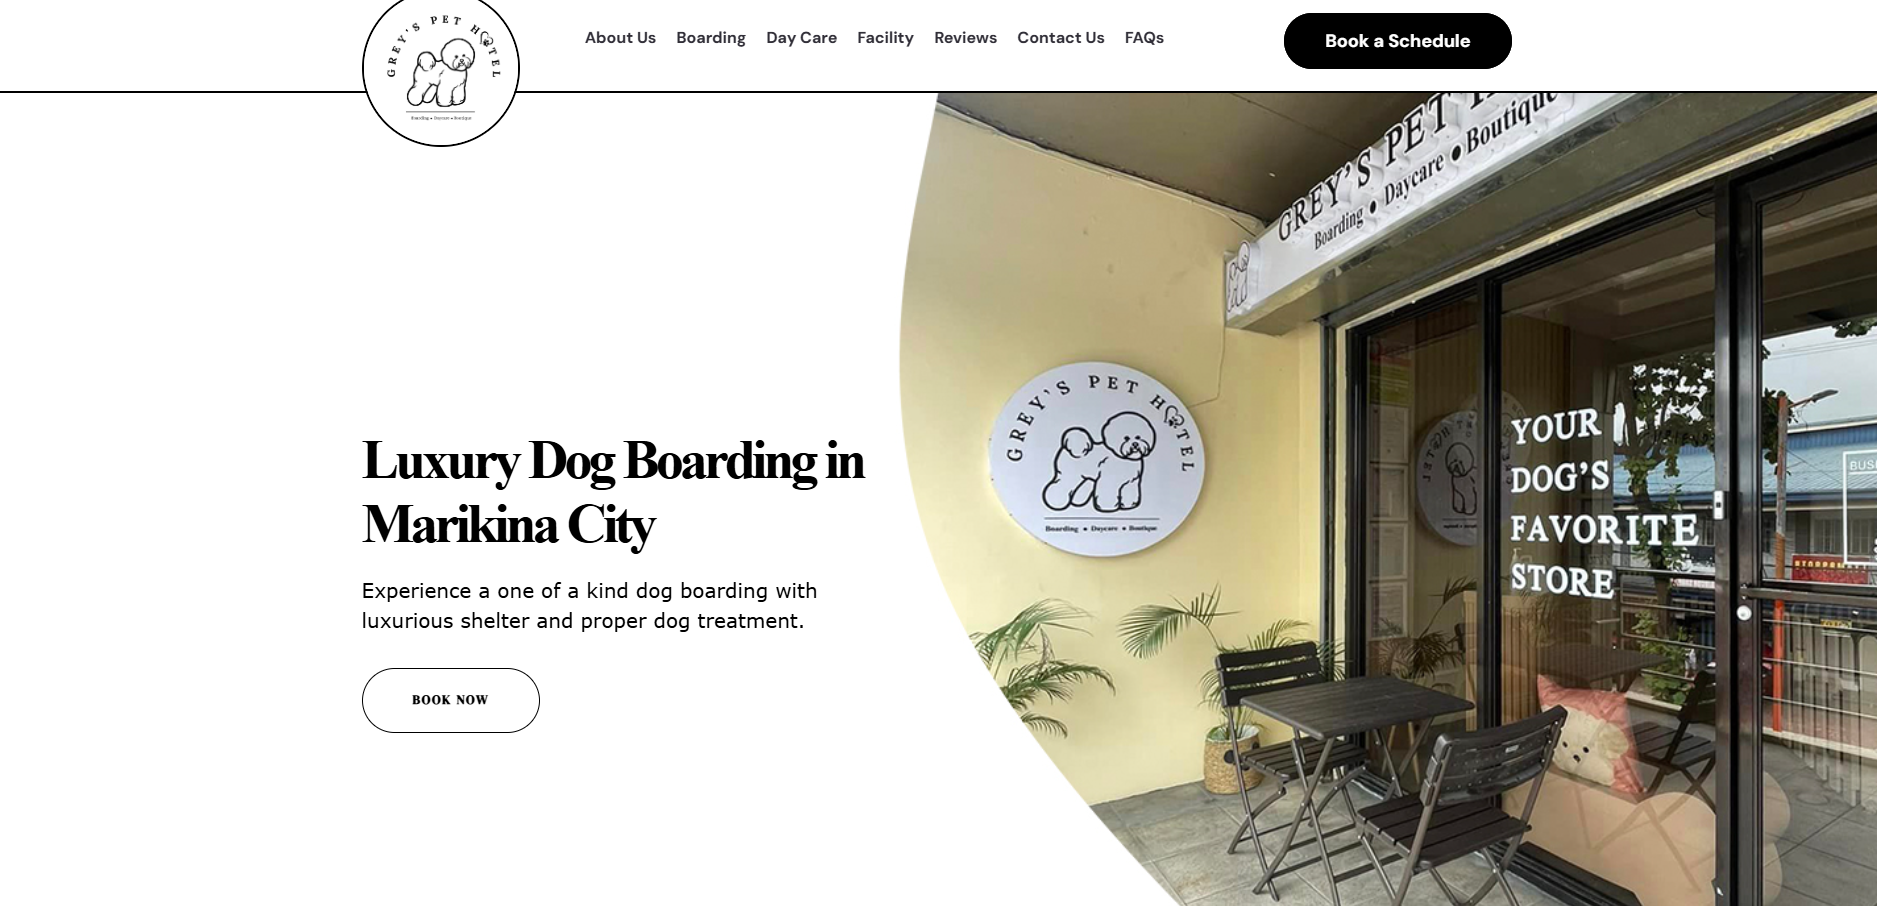 GREY'S PET HOTEL
Boarding • Daycare • Boutique
About Us Boarding Day Care Facility Reviews Contact Us FAQs
Book a Schedule
Luxury Dog Boarding in
Marikina City
Experience a one of a kind dog boarding with
luxurious shelter and proper dog treatment.
BOOK NOW
GREY'S PET
Boarding • Daycare • Boutique
GREY'S PET HOTEL
Boarding • Daycare • Boutique
YOUR
DOG'S
FAVORITE
STORE